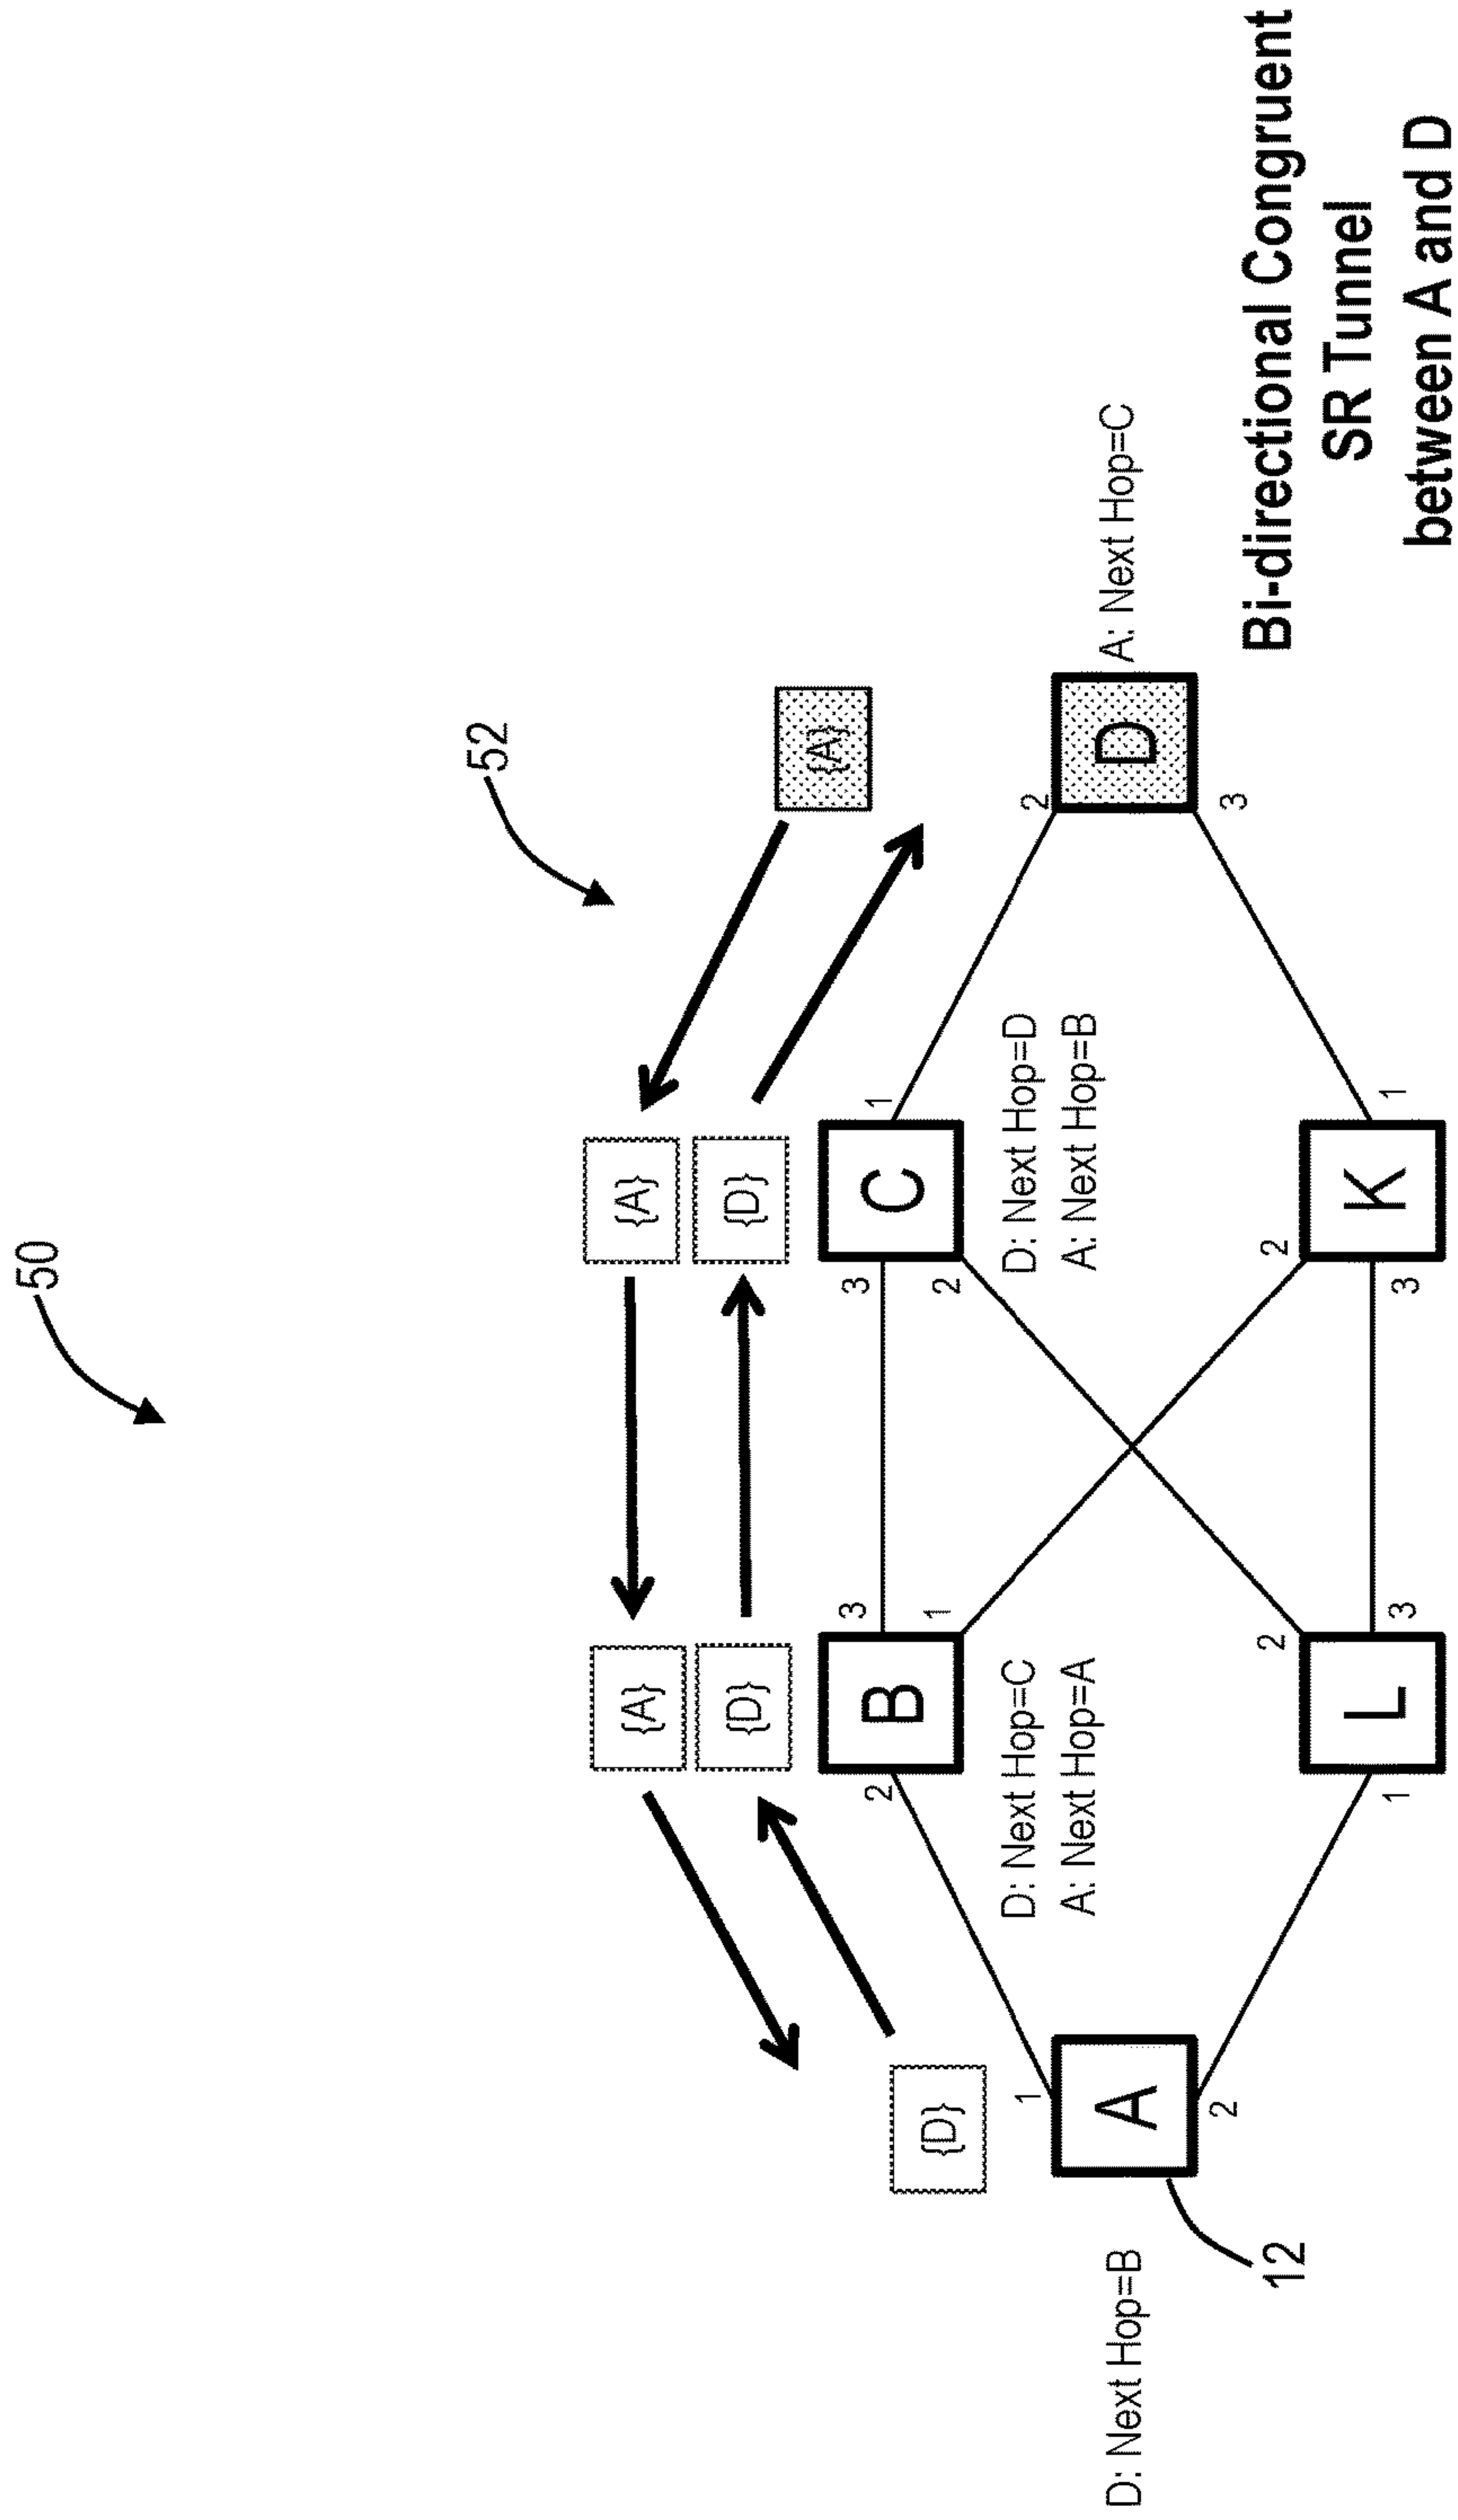 50
52
{A}
{A}
{D}
{D}
{A}
3
3
2
B
C
1
1
2
{D}
D: Next Hop=C
D: Next Hop=D
1
2
A: Next Hop=A
A: Next Hop=B
D: Next Hop=B
A
D
A: Next Hop=C
2
3
12
2
2
L
K
1
3
3
1
Bi-directional Congruent
SR Tunnel
between A and D